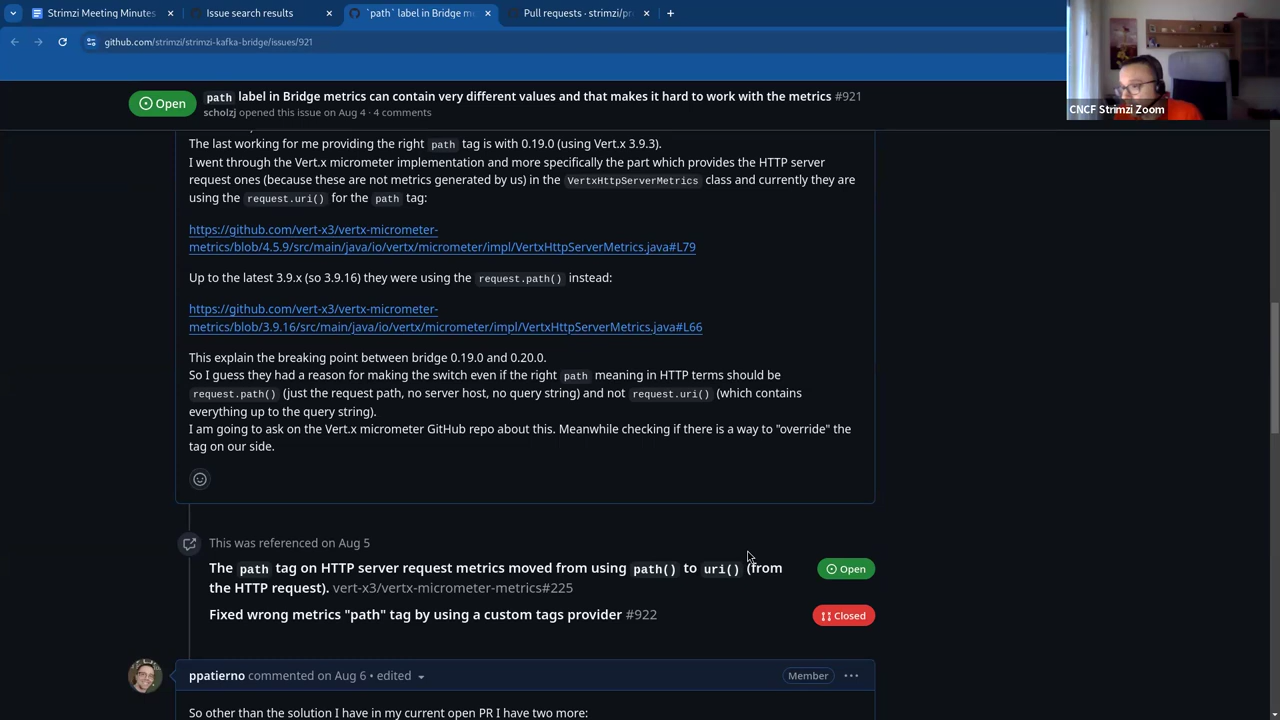 Strimzi Meeting Minutes
Issue search results
`path` label in Bridge m
Pull requests · strimzi/pr
github.com/strimzi/strimzi-kafka-bridge/issues/921
CNCF Strimzi Zoom
Open
path label in Bridge metrics can contain very different values and that makes it hard to work with the metrics #921
scholzj opened this issue on Aug 4 · 4 comments
The last working for me providing the right path tag is with 0.19.0 (using Vert.x 3.9.3).
I went through the Vert.x micrometer implementation and more specifically the part which provides the HTTP server
request ones (because these are not metrics generated by us) in the VertxHttpServerMetrics class and currently they are
using the request.uri() for the path tag:
https://github.com/vert-x3/vertx-micrometer-
metrics/blob/4.5.9/src/main/java/io/vertx/micrometer/impl/VertxHttpServerMetrics.java#L79
Up to the latest 3.9.x (so 3.9.16) they were using the request.path() instead:
https://github.com/vert-x3/vertx-micrometer-
metrics/blob/3.9.16/src/main/java/io/vertx/micrometer/impl/VertxHttpServerMetrics.java#L66
This explain the breaking point between bridge 0.19.0 and 0.20.0.
So I guess they had a reason for making the switch even if the right path meaning in HTTP terms should be
request.path() (just the request path, no server host, no query string) and not request.uri() (which contains
everything up to the query string).
I am going to ask on the Vert.x micrometer GitHub repo about this. Meanwhile checking if there is a way to "override" the
tag on our side.
This was referenced on Aug 5
The path tag on HTTP server request metrics moved from using path() to uri() (from
the HTTP request). vert-x3/vertx-micrometer-metrics#225
Open
Fixed wrong metrics "path" tag by using a custom tags provider #922
Closed
ppatierno commented on Aug 6 • edited
Member
So other than the solution I have in my current open PR I have two more: